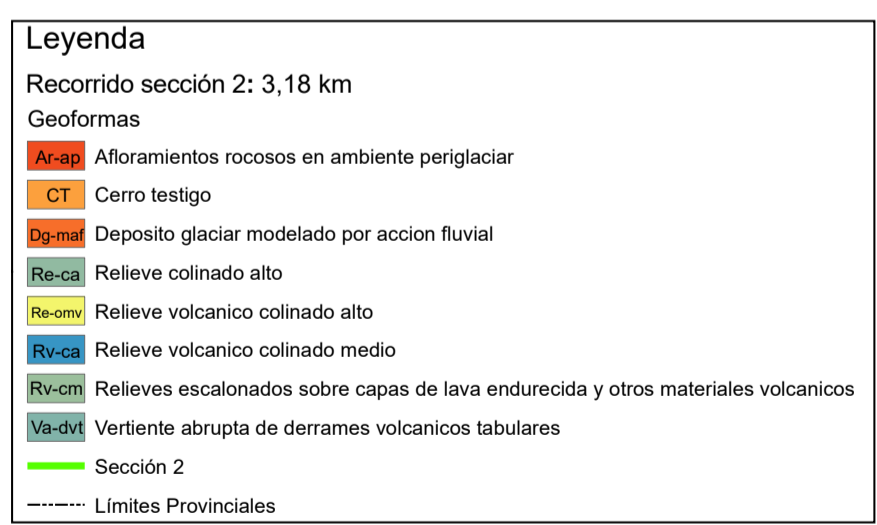 Leyenda
Recorrido sección 2: 3,18 km
Geoformas
Ar-ap Afloramientos rocosos en ambiente periglaciar
CT Cerro testigo
Dg-maf Deposito glaciar modelado por accion fluvial
Re-ca Relieve colinado alto
Re-omv Relieve volcanico colinado alto
Rv-ca Relieve volcanico colinado medio
Rv-cm Relieves escalonados sobre capas de lava endurecida y otros materiales volcanicos
Va-dvt Vertiente abrupta de derrames volcanicos tabulares
Sección 2
Límites Provinciales